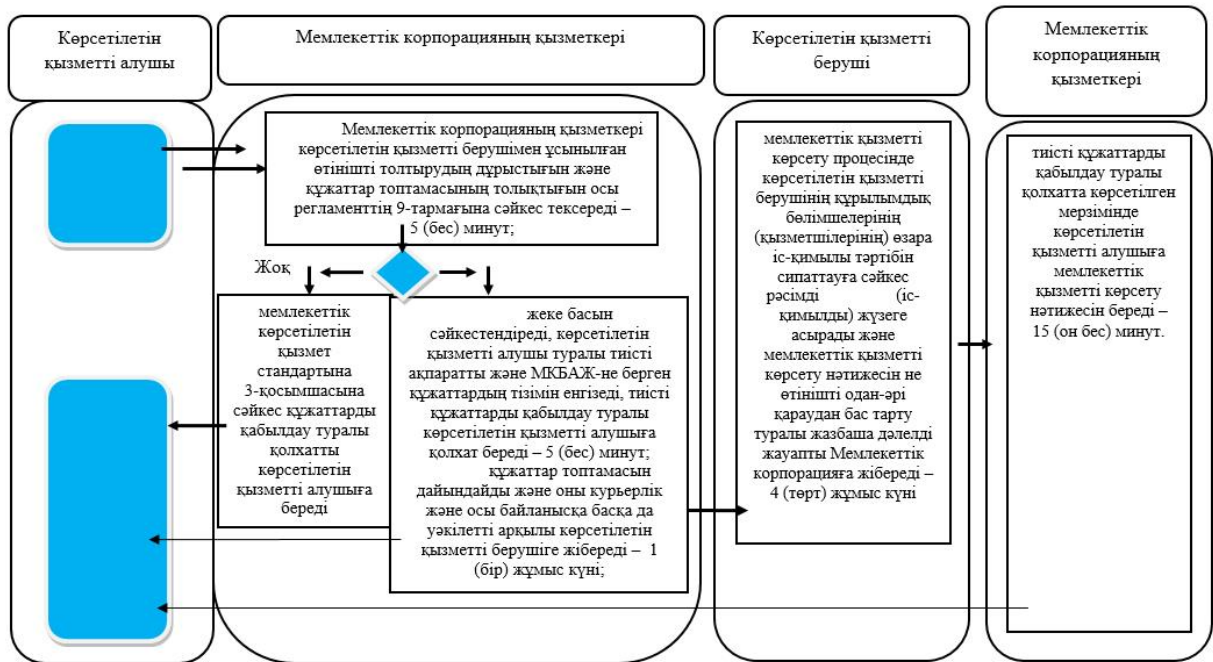 Көрсетілетін
қызметті алушы
Мемлекеттік корпорацияның қызметкері
Көрсетілетін қызметті
беруші
Мемлекеттік
корпорацияның
қызметкері
Мемлекеттік корпорацияның қызметкері
көрсетілетін қызметті берушімен ұсынылған
өтінішті толтырудың дұрыстығын және
құжаттар топтамасының толықтығын осы
регламенттің 9-тармағына сәйкес тексереді –
5 (бес) минут;
Жоқ
мемлекеттік
көрсетілетін
қызмет
стандартына
3-қосымшасына
сәйкес құжаттарды
қабылдау туралы
қолхатты
көрсетілетін
қызметті алушыға
береді
жеке басын
сәйкестендіреді, көрсетілетін
қызметті алушы туралы тиісті
ақпаратты және МКБАЖ-не берген
құжаттардың тізімін енгізеді, тиісті
құжаттарды қабылдау туралы
көрсетілетін қызметті алушыға
қолхат береді – 5 (бес) минут;
құжаттар топтамасын
дайындайды және оны курьерлік
және осы байланысқа басқа да
уәкілетті арқылы көрсетілетін
қызметті берушіге жібереді – 1
(бір) жұмыс күні;
мемлекеттік қызметті
көрсету процесінде
көрсетілетін қызметті
берушінің құрылымдық
бөлімшелерінің
(қызметшілерінің) өзара
іс-қимылы тәртібін
сипаттауға сәйкес
рәсімді (іс-
қимылды) жүзеге
асырады және
мемлекеттік қызметті
көрсету нәтижесін не
өтінішті одан-әрі
қараудан бас тарту
туралы жазбаша дәлелді
жауапты Мемлекеттік
корпорацияға жібереді –
4 (төрт) жұмыс күні
тиісті құжаттарды
қабылдау туралы
қолхатта көрсетілген
мерзімінде
көрсетілетін
қызметті алушыға
мемлекеттік
қызметті көрсету
нәтижесін береді –
15 (он бес) минут.